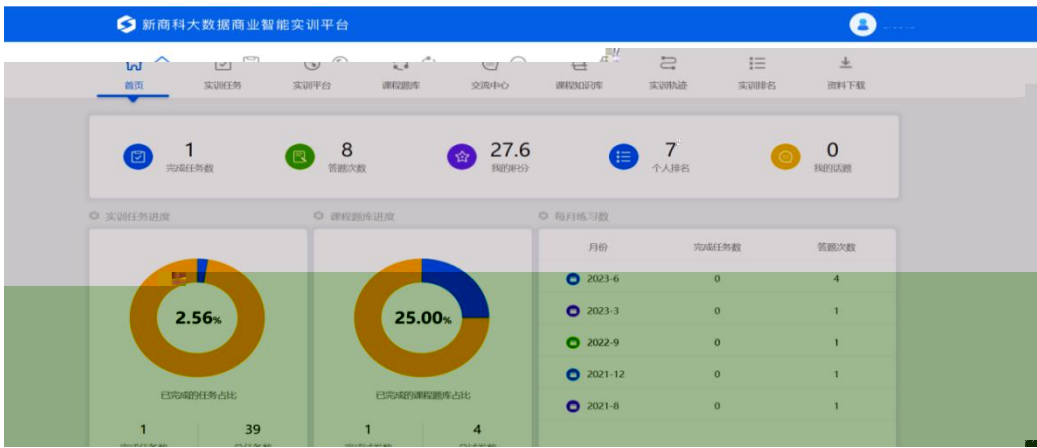 新商科大数据商业智能实训平台
首页 实训任务 实训平台 课程题库 交流中心 课程知识库 实训轨迹 实训排名 资料下载
1 8 27.6 7 0
完成任务数 答题次数 我的积分 个人排名 我的话题
实训任务进度 课程题库进度 每月练习数
月份 完成任务数 答题次数
2023-6 0 4
2.56% 25.00% 2023-3 0 1
2022-9 0 1
2021-12 0 1
已完成的任务占比 已完成的课程题库占比
2021-8 0 1
1 39 1 4